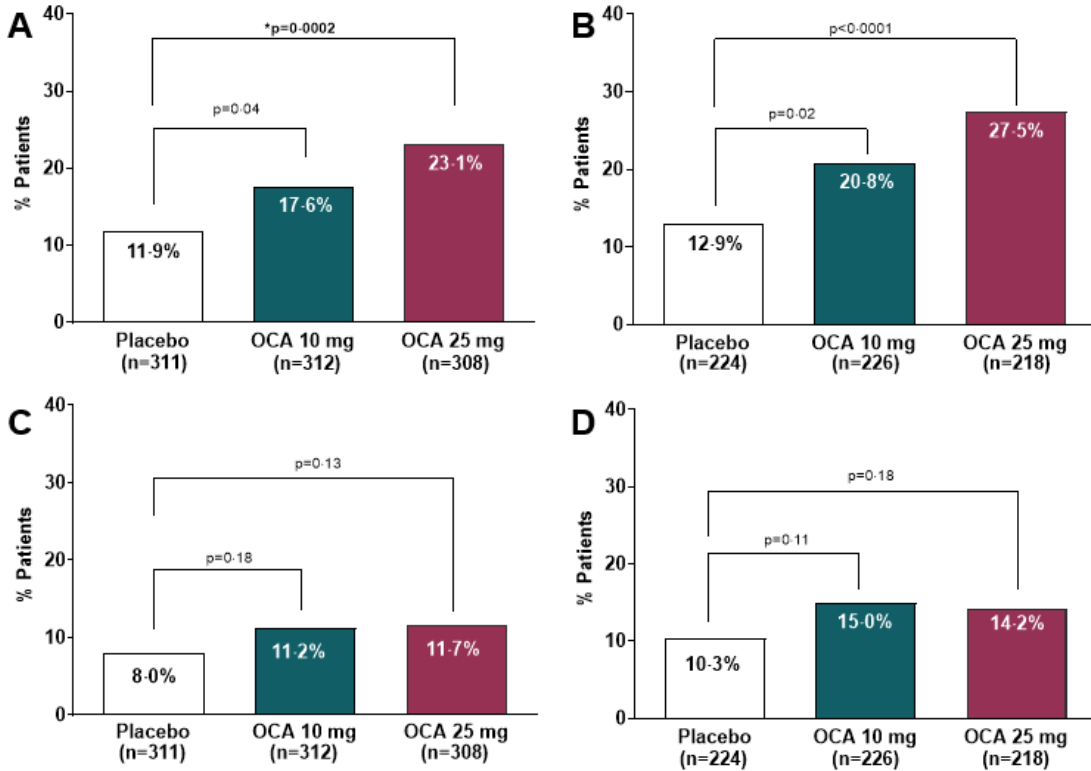 A
% Patients
40
30
20
10
0
*p=0·0002
p=0·04
11·9%
17·6%
23·1%
Placebo
(n=311)
OCA 10 mg
(n=312)
OCA 25 mg
(n=308)
B
% Patients
40
30
20
10
0
p<0·0001
p=0·02
12·9%
20·8%
27·5%
Placebo
(n=224)
OCA 10 mg
(n=226)
OCA 25 mg
(n=218)
C
% Patients
40
30
20
10
0
p=0·13
p=0·18
8·0%
11·2%
11·7%
Placebo
(n=311)
OCA 10 mg
(n=312)
OCA 25 mg
(n=308)
D
% Patients
40
30
20
10
0
p=0·18
p=0·11
10·3%
15·0%
14·2%
Placebo
(n=224)
OCA 10 mg
(n=226)
OCA 25 mg
(n=218)